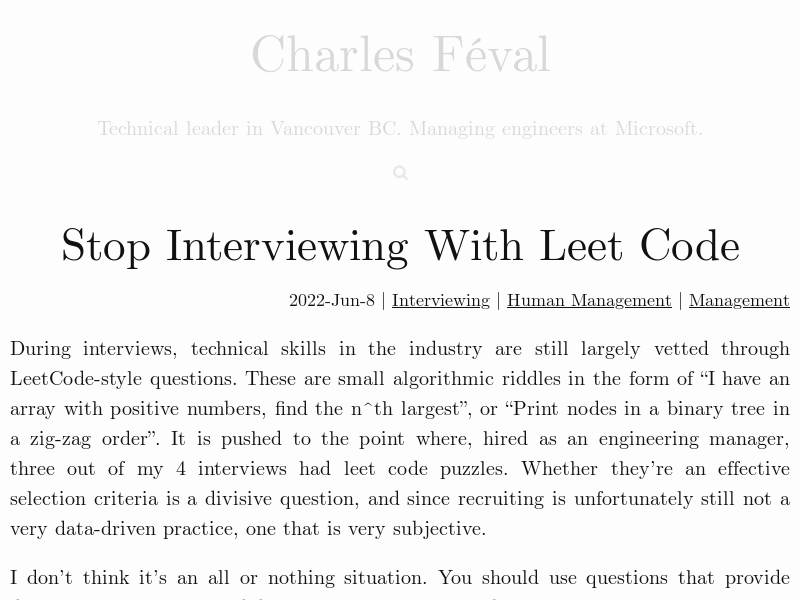 Charles Féval
Technical leader in Vancouver BC. Managing engineers at Microsoft.
Stop Interviewing With Leet Code
2022-Jun-8 | Interviewing | Human Management | Management
During interviews, technical skills in the industry are still largely vetted through
LeetCode-style questions. These are small algorithmic riddles in the form of “I have an
array with positive numbers, find the n^th largest”, or “Print nodes in a binary tree in
a zig-zag order”. It is pushed to the point where, hired as an engineering manager,
three out of my 4 interviews had leet code puzzles. Whether they’re an effective
selection criteria is a divisive question, and since recruiting is unfortunately still not a
very data-driven practice, one that is very subjective.
I don’t think it’s an all or nothing situation. You should use questions that provide